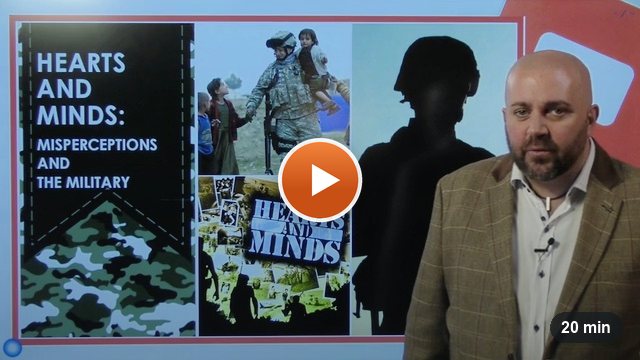 HEARTS
AND
MINDS:
MISPERCEPTIONS
AND
THE MILITARY
HEARTS
AND
MINDS
20 min